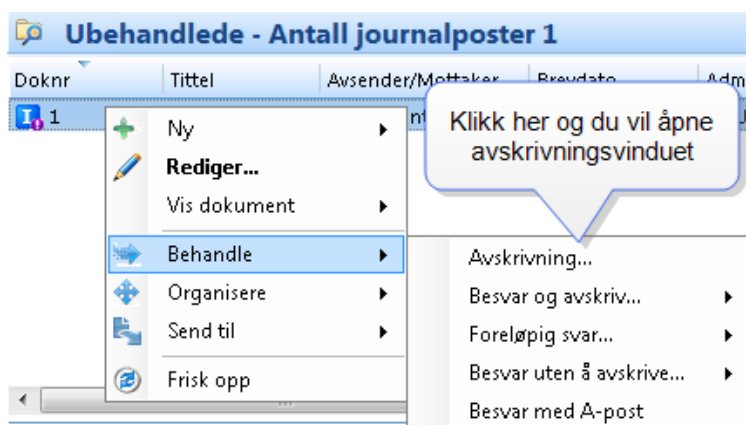 Ubehandlede - Antall journalposter 1
Doknr Tittel Avsender/Mottaker Brevdato Adm
1
Klikk her og du vil åpne
avskrivningsvinduet
Ny
Rediger...
Vis dokument
Behandle
Organisere
Send til
Frisk opp
Avskrivning...
Besvar og avskriv...
Foreløpig svar...
Besvar uten å avskrive...
Besvar med A-post